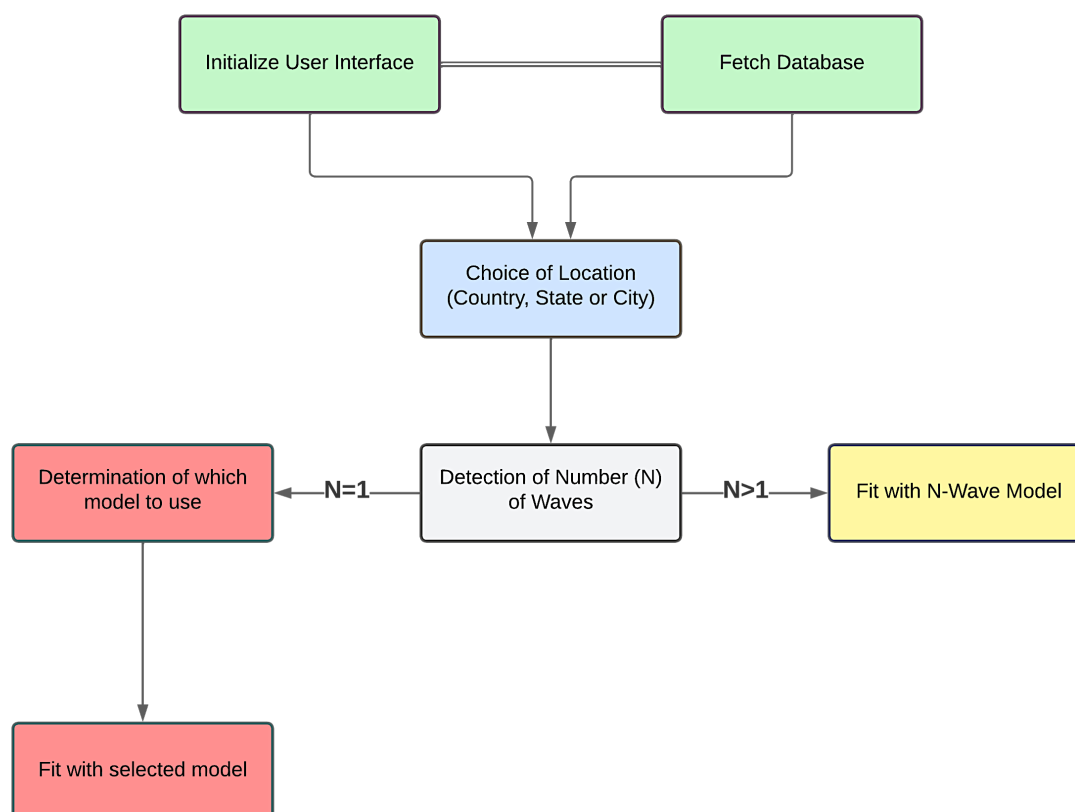 Initialize User Interface
Fetch Database
Choice of Location
(Country, State or City)
Determination of which
model to use
N=1
Detection of Number (N)
of Waves
N>1
Fit with N-Wave Model
Fit with selected model